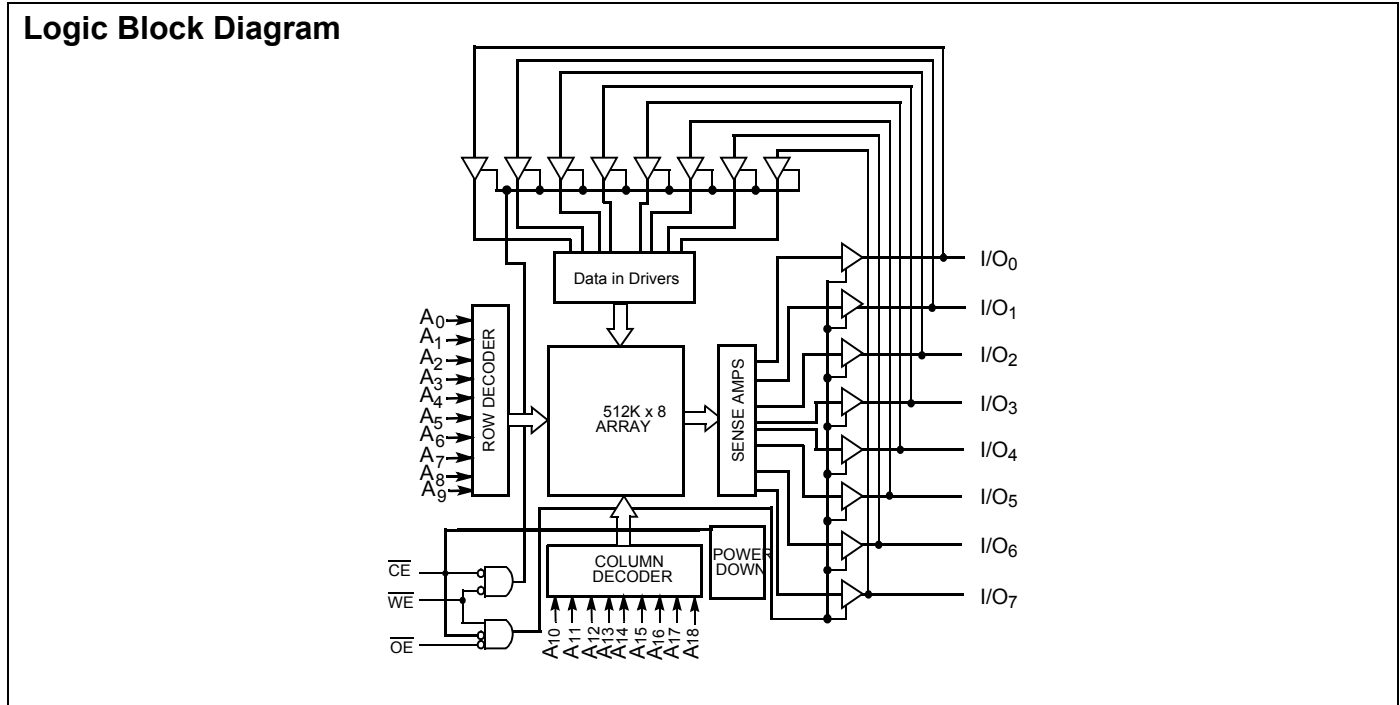 Logic Block Diagram
Data in Drivers
I/O0
I/O1
I/O2
I/O3
I/O4
I/O5
I/O6
I/O7
A0
A1
A2
A3
A4
A5
A6
A7
A8
A9
ROW DECODER
512K x 8
ARRAY
SENSE AMPS
COLUMN
DECODER
POWER
DOWN
CE
WE
OE
A10
A11
A12
A13
A14
A15
A16
A17
A18